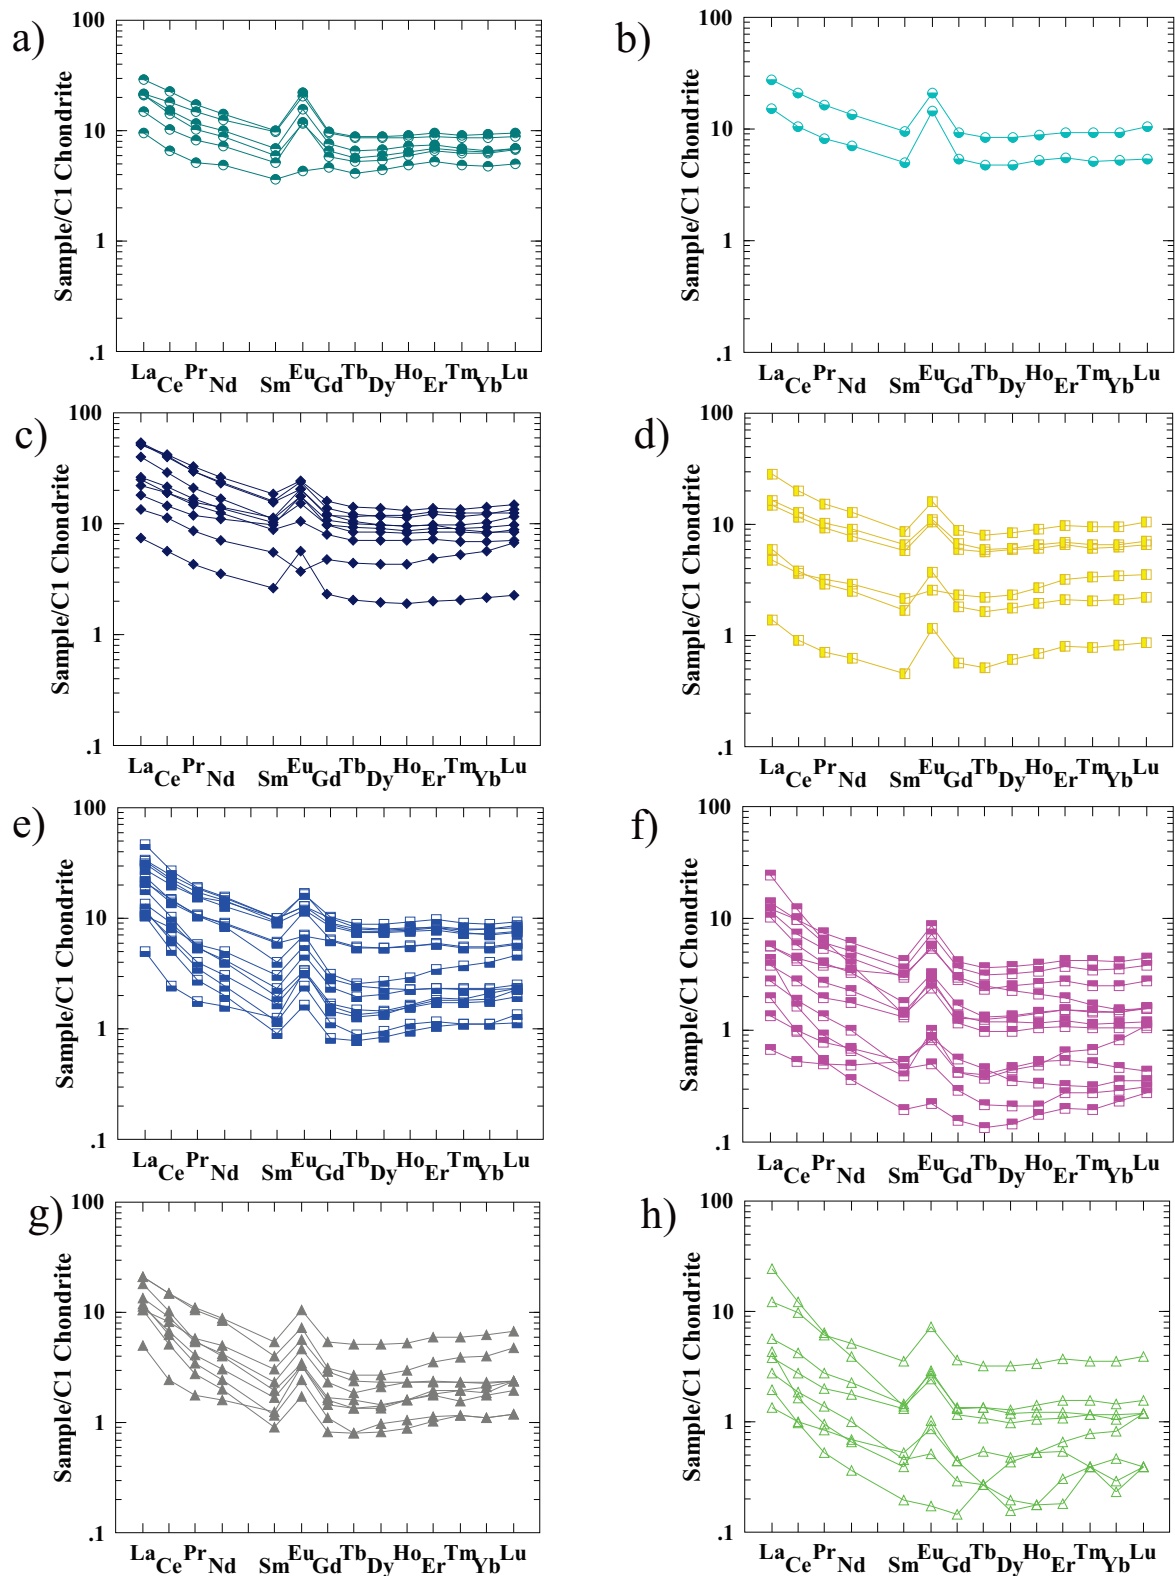 a)
100
10
1
.1
Sample/C1 Chondrite
La Ce Pr Nd Sm Eu Gd Tb Dy Ho Er Tm Yb Lu
b)
100
10
1
.1
Sample/C1 Chondrite
La Ce Pr Nd Sm Eu Gd Tb Dy Ho Er Tm Yb Lu
c)
100
10
1
.1
Sample/C1 Chondrite
La Ce Pr Nd Sm Eu Gd Tb Dy Ho Er Tm Yb Lu
d)
100
10
1
.1
Sample/C1 Chondrite
La Ce Pr Nd Sm Eu Gd Tb Dy Ho Er Tm Yb Lu
e)
100
10
1
.1
Sample/C1 Chondrite
La Ce Pr Nd Sm Eu Gd Tb Dy Ho Er Tm Yb Lu
f)
100
10
1
.1
Sample/C1 Chondrite
La Ce Pr Nd Sm Eu Gd Tb Dy Ho Er Tm Yb Lu
g)
100
10
1
.1
Sample/C1 Chondrite
La Ce Pr Nd Sm Eu Gd Tb Dy Ho Er Tm Yb Lu
h)
100
10
1
.1
Sample/C1 Chondrite
La Ce Pr Nd Sm Eu Gd Tb Dy Ho Er Tm Yb Lu